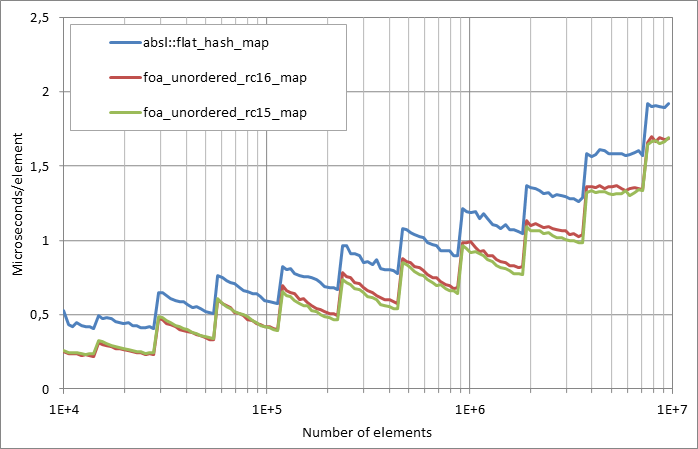 2,5
2
1,5
1
0,5
0
Microseconds/element
absl::flat_hash_map
foa_unordered_rc16_map
foa_unordered_rc15_map
1E+4 1E+5 1E+6 1E+7
Number of elements